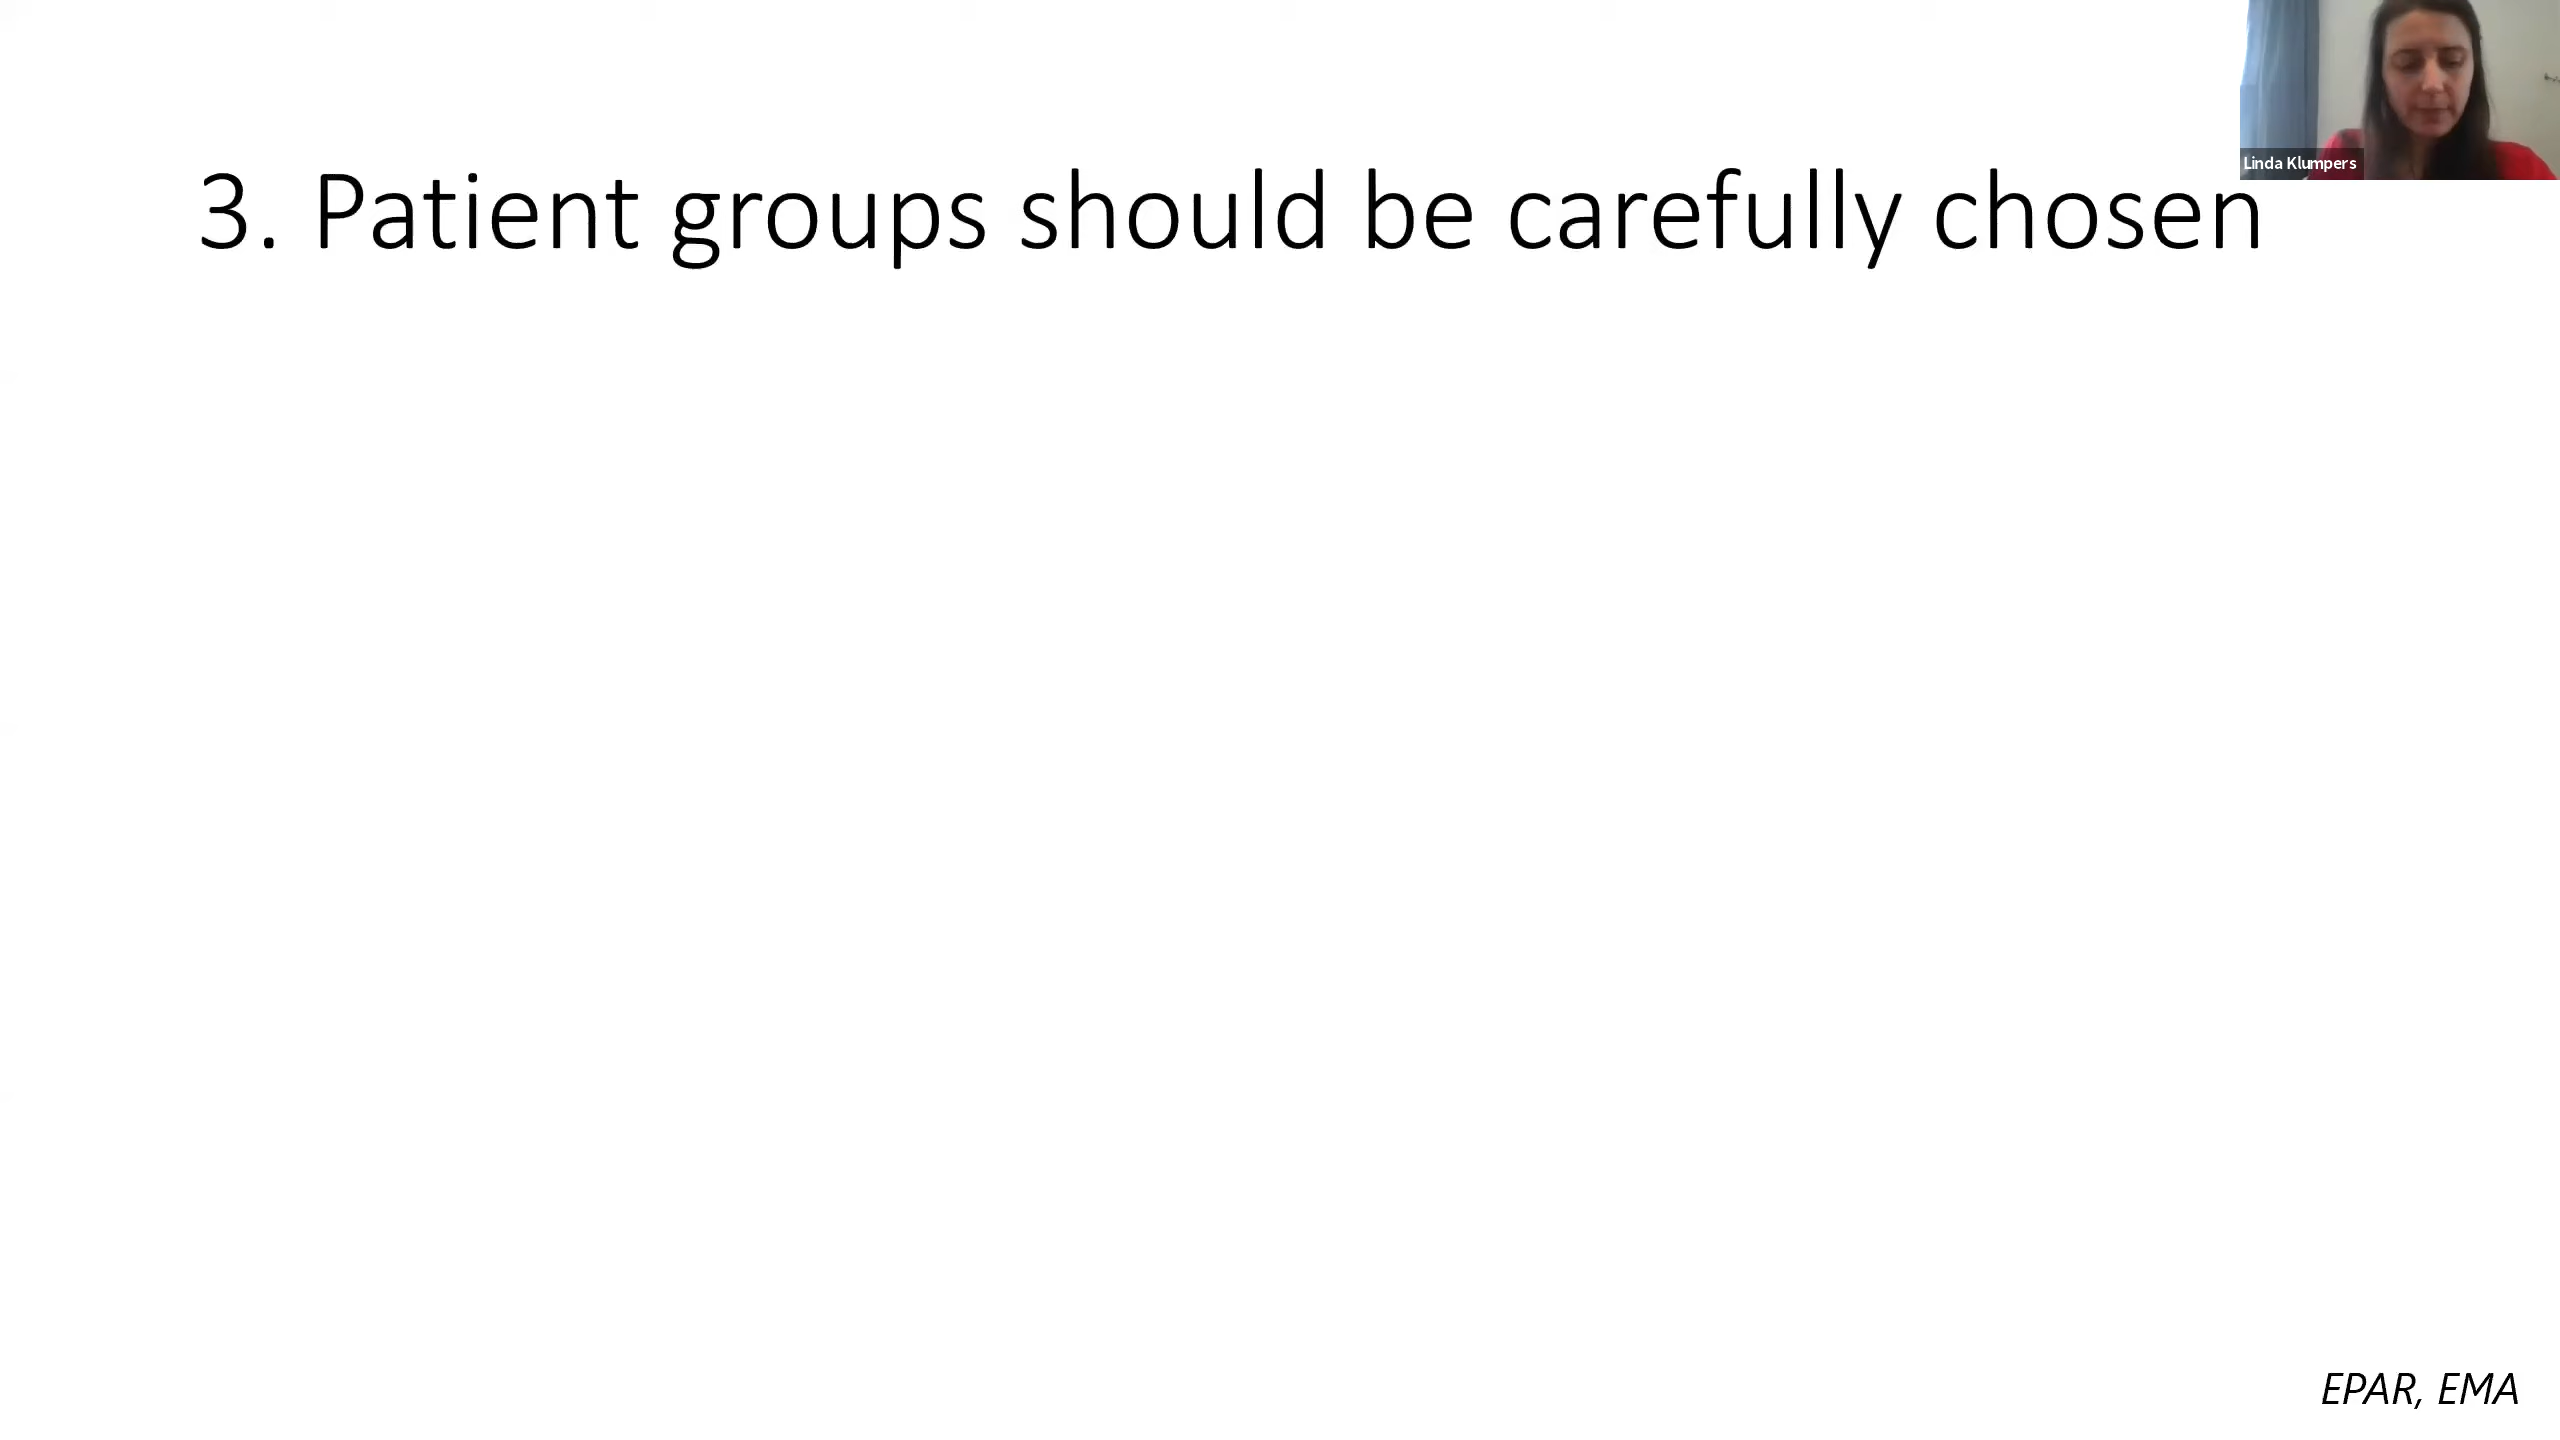 Linda Klumpers
3. Patient groups should be carefully chosen
EPAR, EMA